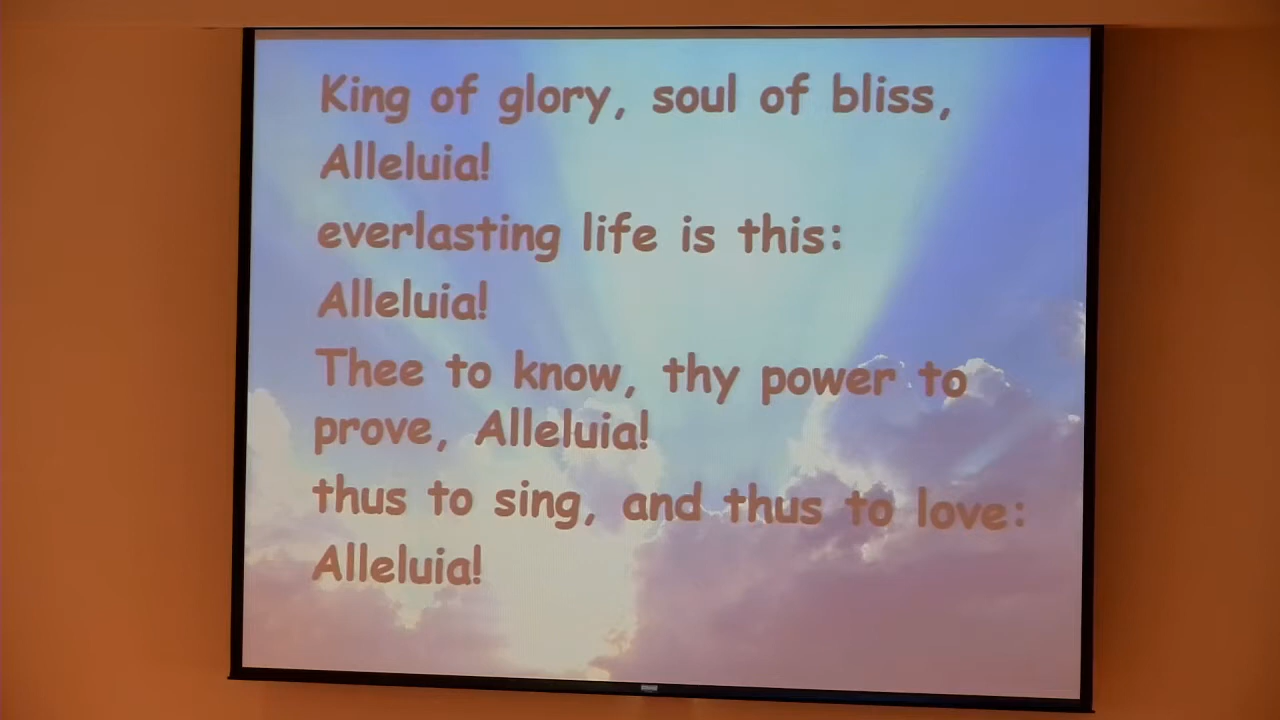 King of glory, soul of bliss,
Alleluia!
everlasting life is this:
Alleluia!
Thee to know, thy power to
prove, Alleluia!
thus to sing, and thus to love:
Alleluia!